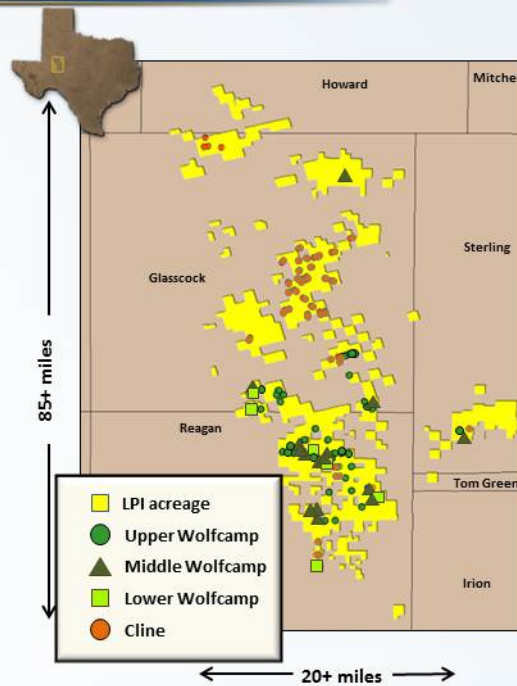 Howard
Mitche
Sterling
Glasscock
85+ miles
Reagan
Tom Green
LPI acreage
Upper Wolfcamp
Middle Wolfcamp
Lower Wolfcamp
Cline
Irion
20+ miles